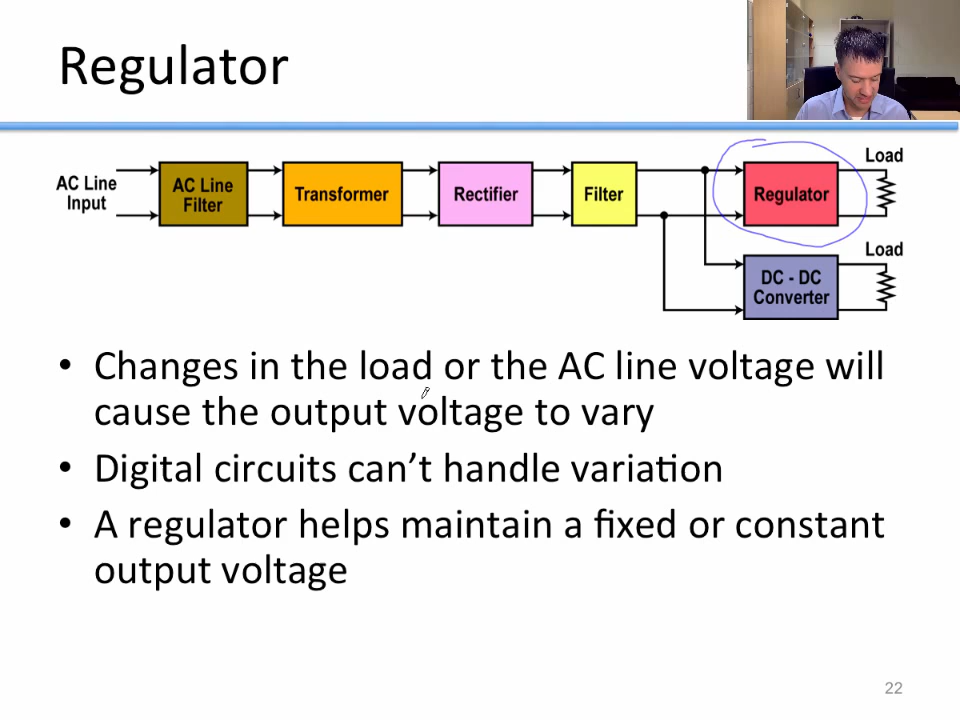 Regulator
AC Line
Input
AC Line
Filter
Transformer
Rectifier
Filter
Regulator
Load
DC - DC
Converter
Load
• Changes in the load or the AC line voltage will
cause the output voltage to vary
• Digital circuits can’t handle variation
• A regulator helps maintain a fixed or constant
output voltage
22